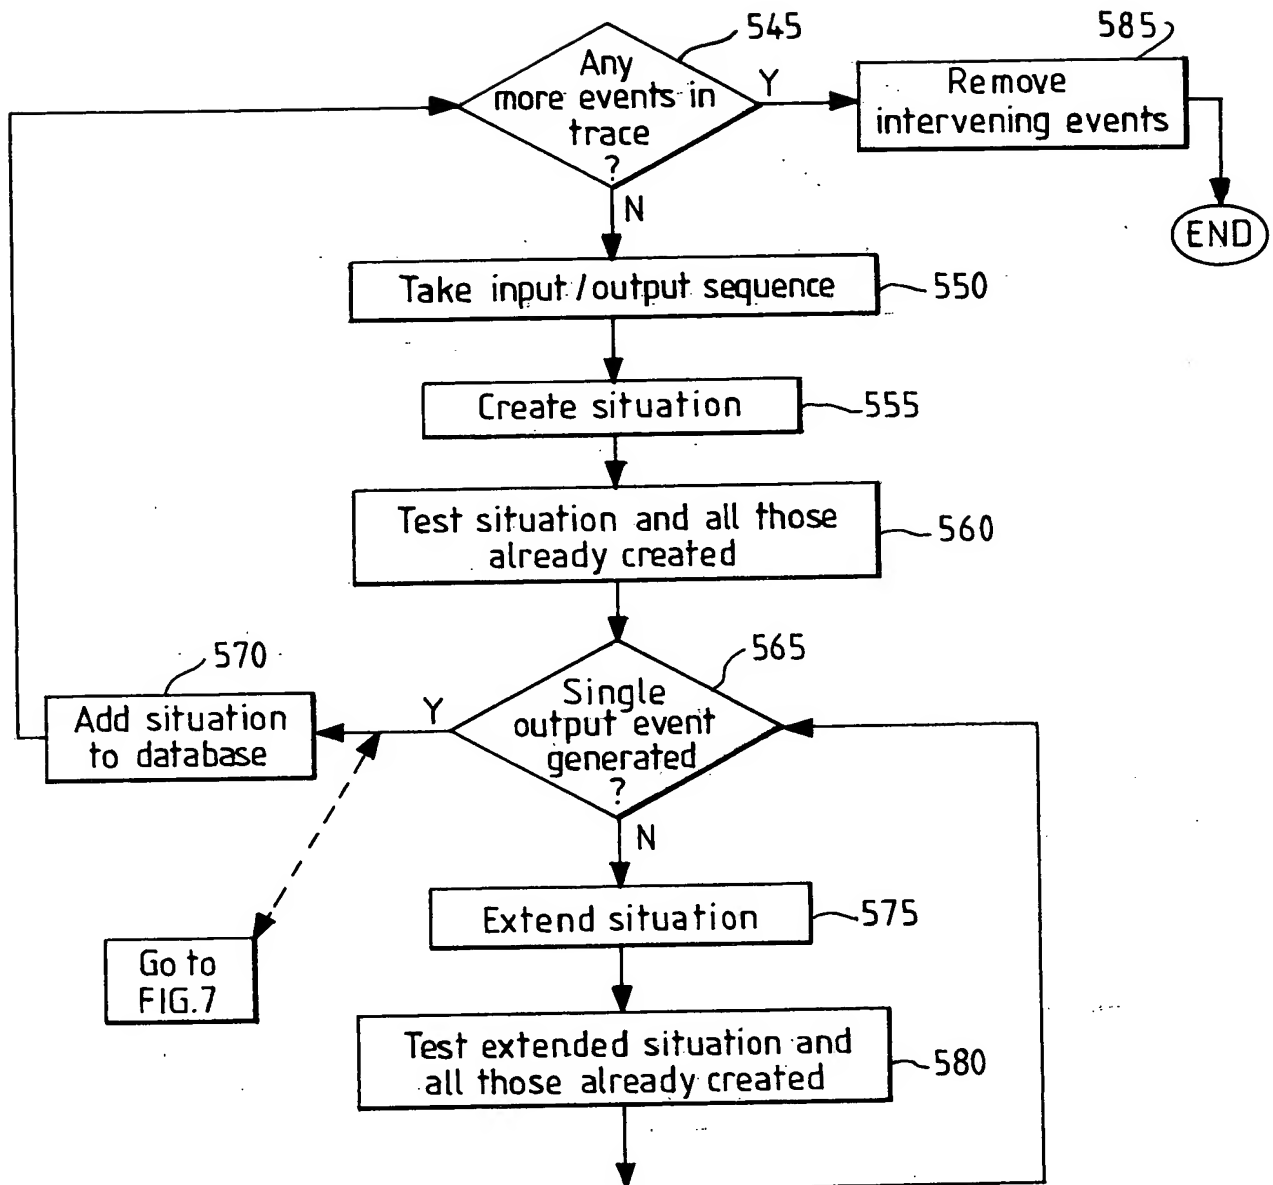 545
Any
more events in
trace
?
Y
585
Remove
intervening events
END
N
Take input/output sequence
550
Create situation
555
Test situation and all those
already created
560
565
Single
output event
generated
?
Y
570
Add situation
to database
N
Go to
FIG.7
Extend situation
575
Test extended situation and
all those already created
580